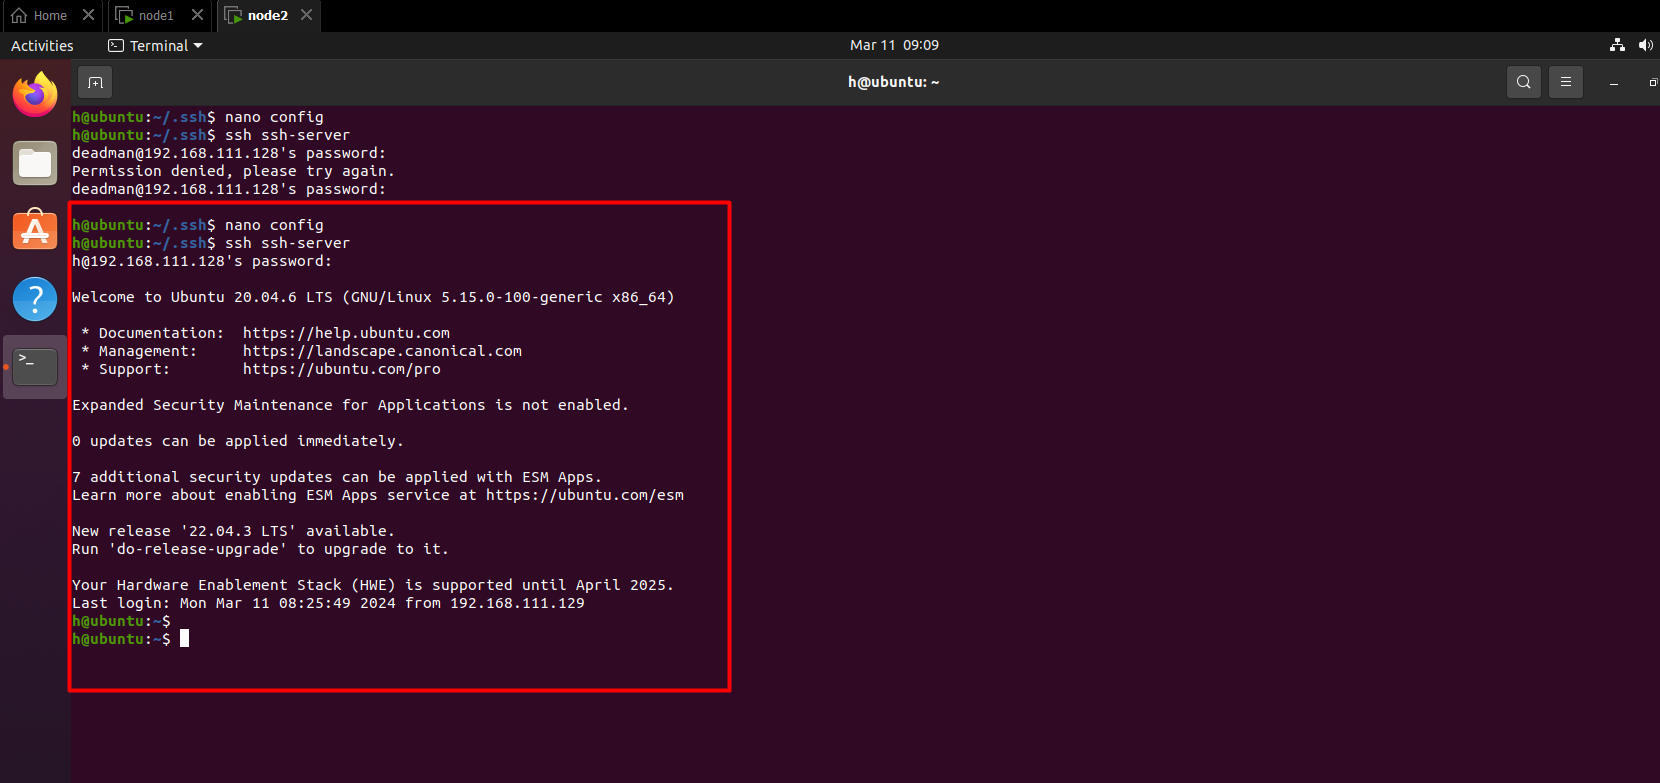 Home
node1
node2
Activities
Terminal
Mar 11 09:09
h@ubuntu: ~
h@ubuntu:~/.ssh$ nano config
h@ubuntu:~/.ssh$ ssh ssh-server
deadman@192.168.111.128's password:
Permission denied, please try again.
deadman@192.168.111.128's password:
h@ubuntu:~/.ssh$ nano config
h@ubuntu:~/.ssh$ ssh ssh-server
h@192.168.111.128's password:
Welcome to Ubuntu 20.04.6 LTS (GNU/Linux 5.15.0-100-generic x86_64)
* Documentation:  https://help.ubuntu.com
* Management:     https://landscape.canonical.com
* Support:        https://ubuntu.com/pro
Expanded Security Maintenance for Applications is not enabled.
0 updates can be applied immediately.
7 additional security updates can be applied with ESM Apps.
Learn more about enabling ESM Apps service at https://ubuntu.com/esm
New release '22.04.3 LTS' available.
Run 'do-release-upgrade' to upgrade to it.
Your Hardware Enablement Stack (HWE) is supported until April 2025.
Last login: Mon Mar 11 08:25:49 2024 from 192.168.111.129
h@ubuntu:~$
h@ubuntu:~$